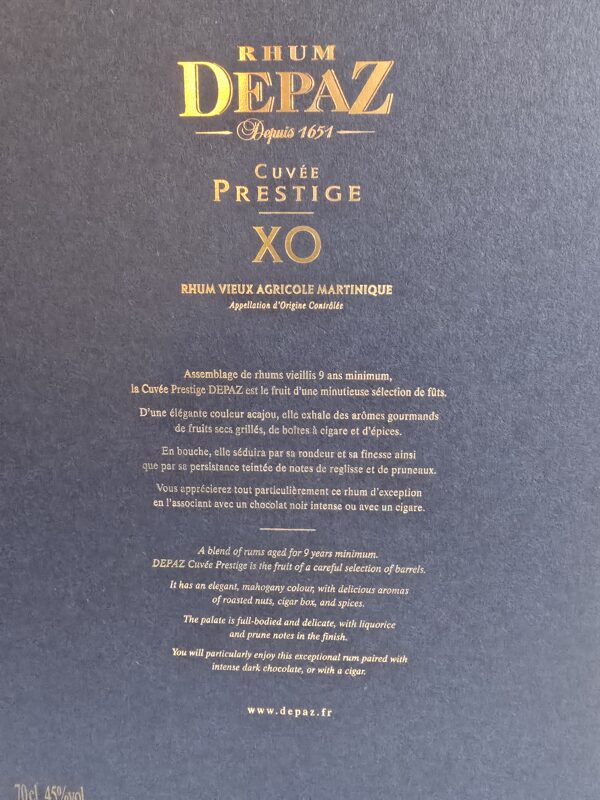 RHUM
DEPAZ
Depuis 1651
CUVÉE
PRESTIGE
XO
RHUM VIEUX AGRICOLE MARTINIQUE
Appellation d'Origine Contrôlée
Assemblage de rhums vieillis 9 ans minimum,
la Cuvée Prestige DEPAZ est le fruit d'une minutieuse sélection de fûts.
D'une élégante couleur acajou, elle exhale des arômes gourmands
de fruits secs grillés, de boîtes à cigare et d'épices.
En bouche, elle séduira par sa rondeur et sa finesse ainsi
que par sa persistance teintée de notes de reglisse et de pruneaux.
Vous apprécierez tout particulièrement ce rhum d'exception
en l'associant avec un chocolat noir intense ou avec un cigare.
A blend of rums aged for 9 years minimum.
DEPAZ Cuvée Prestige is the fruit of a careful selection of barrels.
It has an elegant, mahogany colour, with delicious aromas
of roasted nuts, cigar box, and spices.
The palate is full-bodied and delicate, with liquorice
and prune notes in the finish.
You will particularly enjoy this exceptional rum paired with
intense dark chocolate, or with a cigar.
www.depaz.fr
70 cl 45%vol